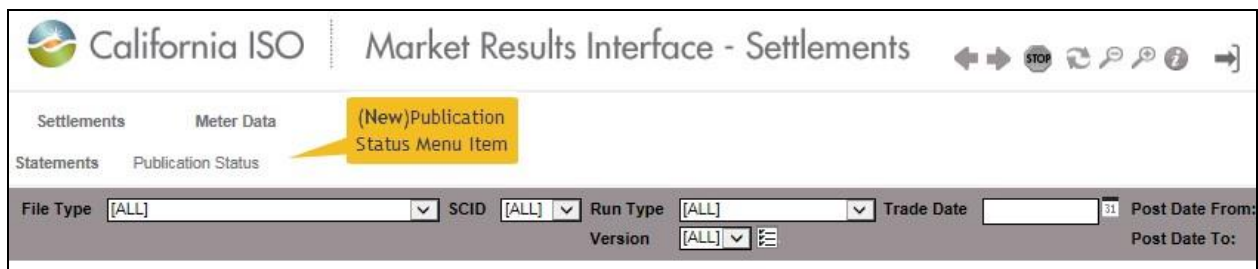 California ISO Market Results Interface - Settlements STOP
Settlements Meter Data
(New)Publication
Status Menu Item
Statements Publication Status
File Type [ALL] SCID [ALL] Run Type [ALL] Trade Date 31 Post Date From:
Version [ALL] Post Date To: